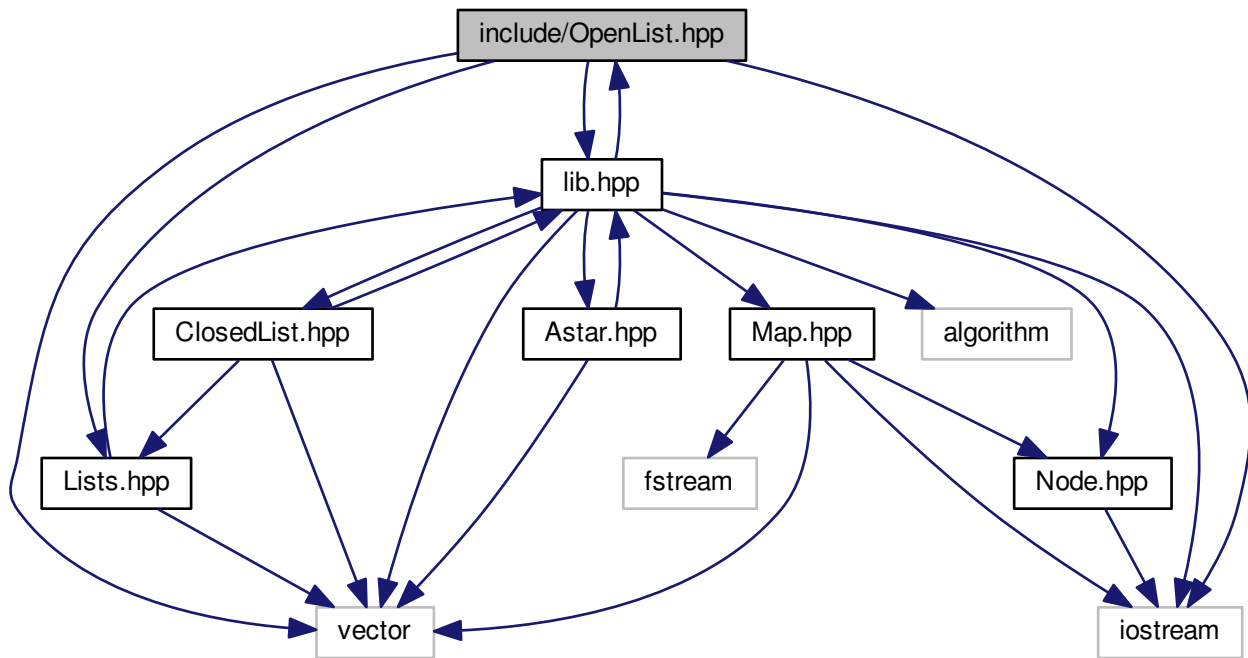 include/OpenList.hpp
lib.hpp
ClosedList.hpp
Astar.hpp
Map.hpp
algorithm
Lists.hpp
fstream
Node.hpp
vector
iostream